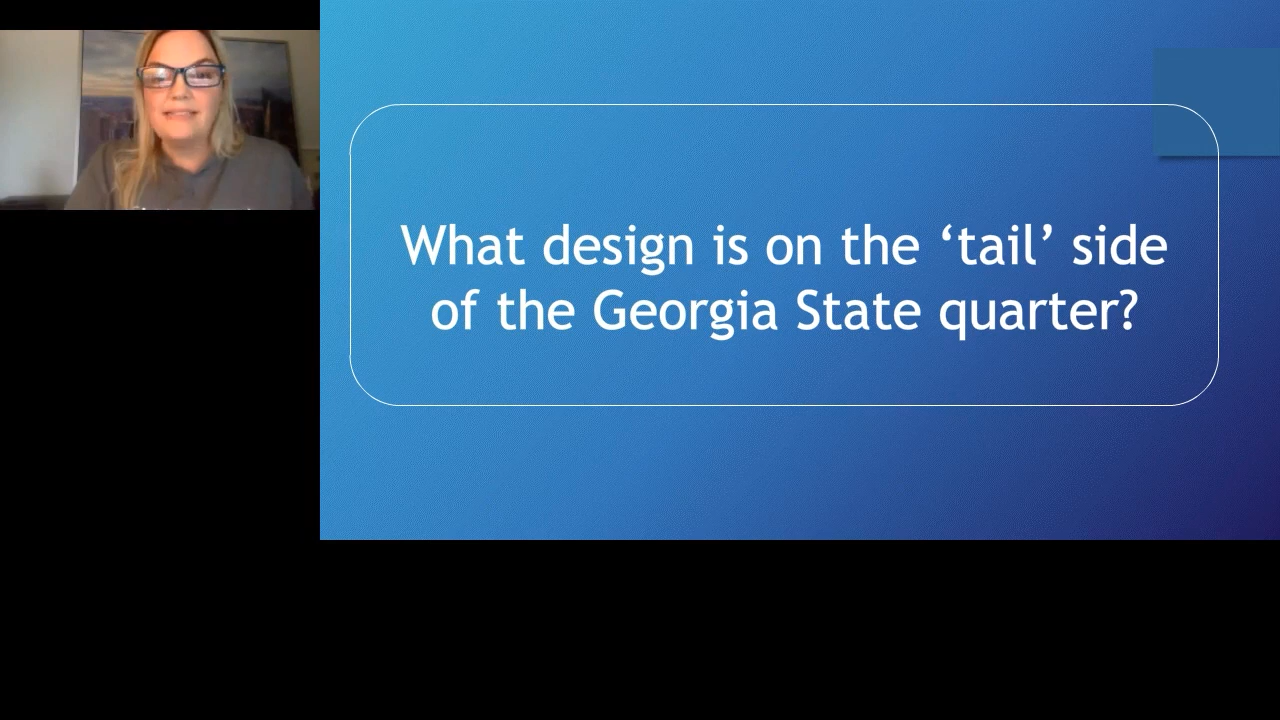 What design is on the ‘tail’ side
of the Georgia State quarter?